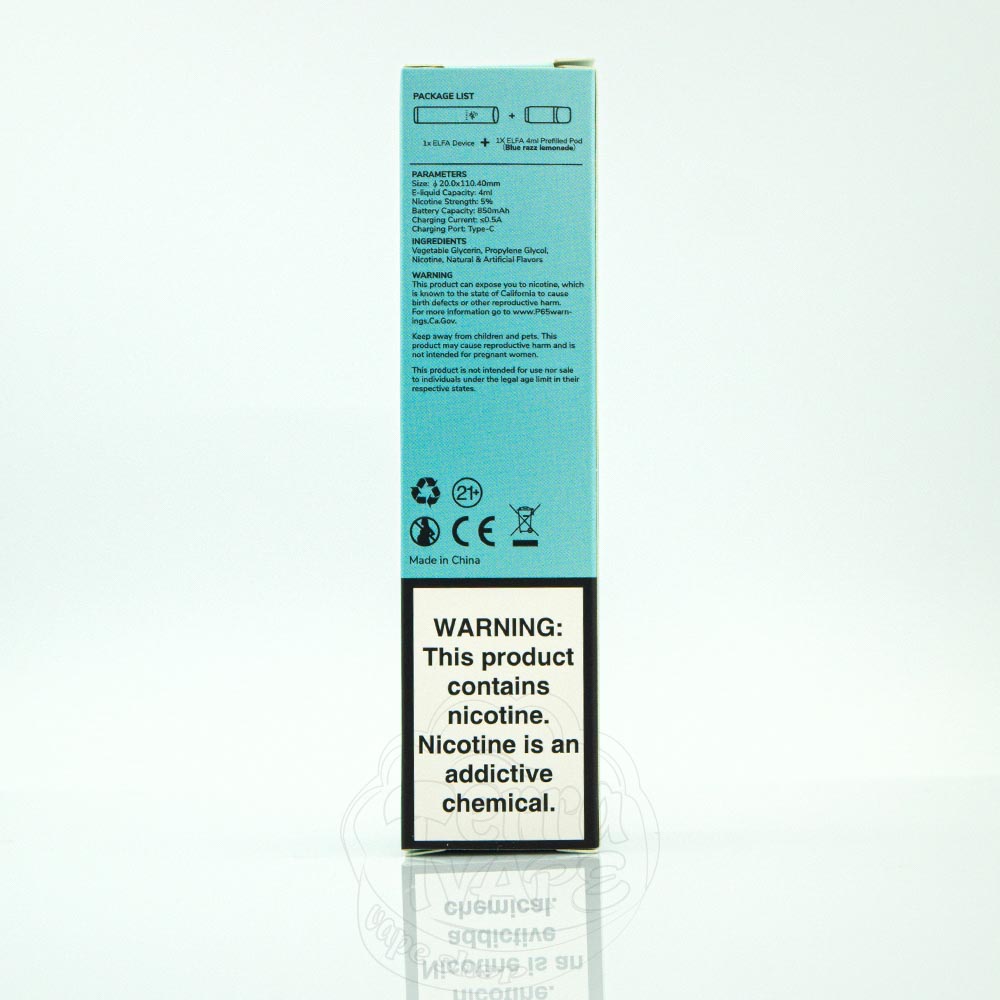 PACKAGE LIST
+
1x ELFA Device + 1X ELFA 4ml Prefilled Pod
(Blue razz lemonade)
PARAMETERS
Size: ϕ 20.0x110.40mm
E-liquid Capacity: 4ml
Nicotine Strength: 5%
Battery Capacity: 850mAh
Charging Current: ≤0.5A
Charging Port: Type-C
INGREDIENTS
Vegetable Glycerin, Propylene Glycol,
Nicotine, Natural & Artificial Flavors
WARNING
This product can expose you to nicotine, which
is known to the state of California to cause
birth defects or other reproductive harm.
For more information go to www.P65warn-
ings.Ca.Gov.
Keep away from children and pets. This
product may cause reproductive harm and is
not intended for pregnant women.
This product is not intended for use nor sale
to individuals under the legal age limit in their
respective states.
21+
CE
Made in China
WARNING:
This product
contains
nicotine.
Nicotine is an
addictive
chemical.
Terra
VAPE
vape shop